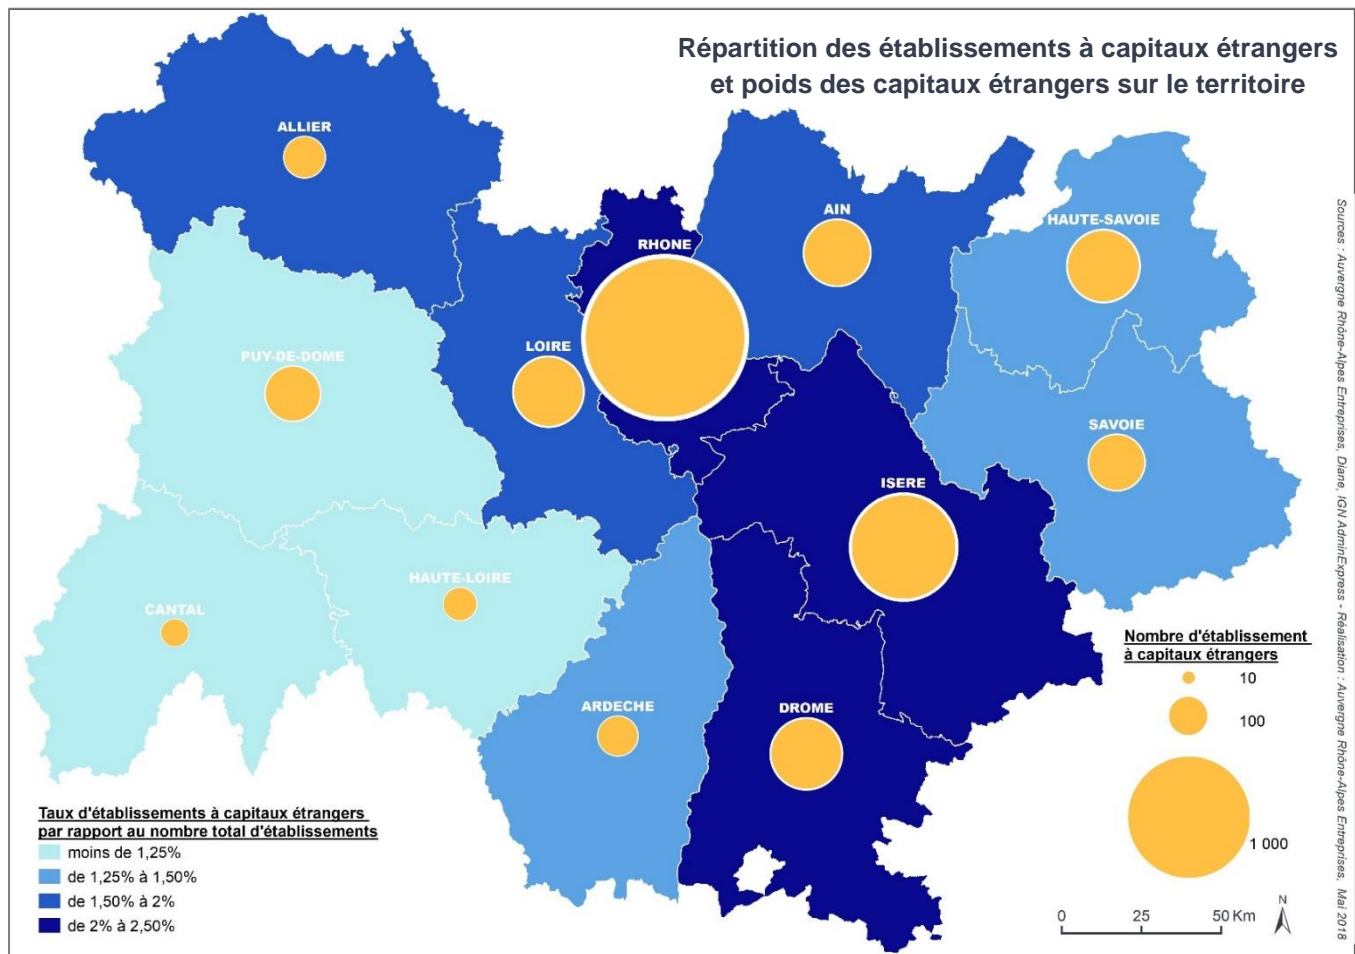 Répartition des établissements à capitaux étrangers
et poids des capitaux étrangers sur le territoire
ALLIER
AIN
HAUTE-SAVOIE
RHONE
LOIRE
PUY-DE-DOME
SAVOIE
ISERE
HAUTE-LOIRE
CANTAL
ARDECHE
DROME
Nombre d'établissement
à capitaux étrangers
10
100
1 000
Taux d'établissements à capitaux étrangers
par rapport au nombre total d'établissements
moins de 1,25%
de 1,25% à 1,50%
de 1,50% à 2%
de 2% à 2,50%
0 25 50 Km
N
Sources : Auvergne Rhône-Alpes Entreprises, Diane, IGN AdminExpress - Réalisation : Auvergne Rhône-Alpes Entreprises, Mai 2018